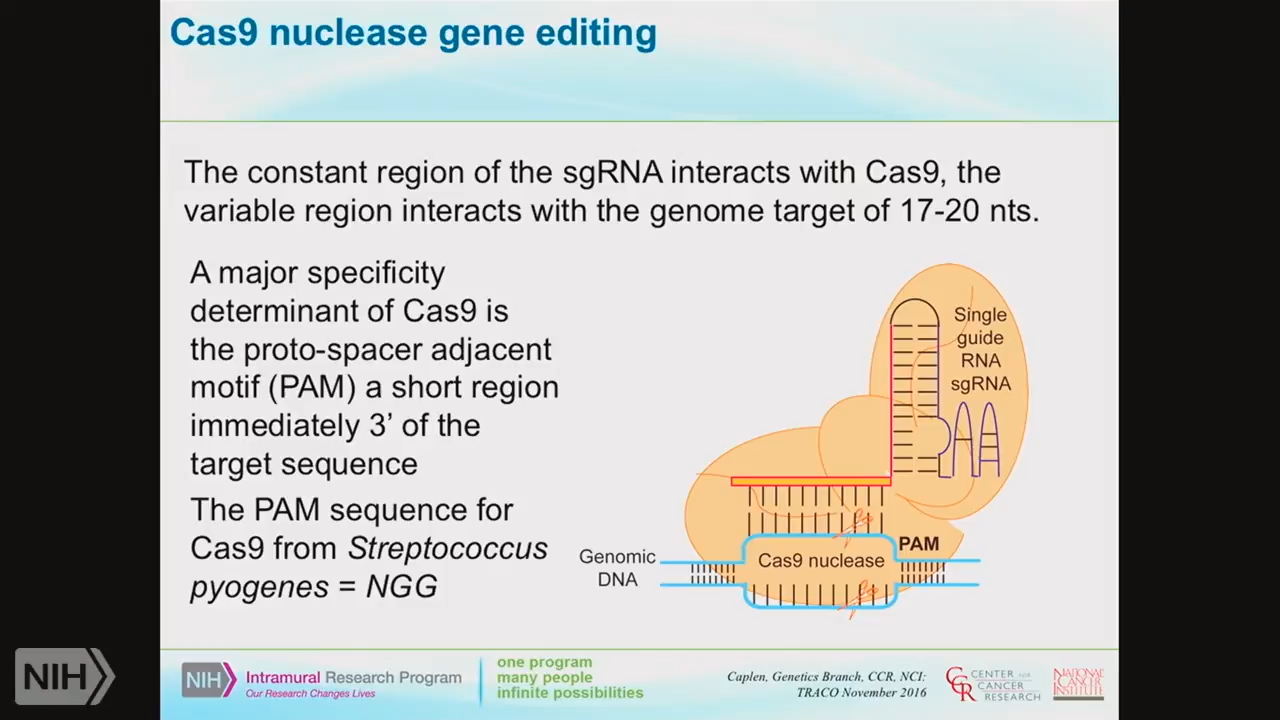 Cas9 nuclease gene editing
The constant region of the sgRNA interacts with Cas9, the
variable region interacts with the genome target of 17-20 nts.
A major specificity
determinant of Cas9 is
the proto-spacer adjacent
motif (PAM) a short region
immediately 3’ of the
target sequence
The PAM sequence for
Cas9 from Streptococcus
pyogenes = NGG
Single
guide
RNA
sgRNA
PAM
Genomic
DNA
Cas9 nuclease
NIH
NIH
Intramural Research Program
Our Research Changes Lives
one program
many people
infinite possibilities
Caplen, Genetics Branch, CCR, NCI:
TRACO November 2016
CCR
CENTER FOR
CANCER
RESEARCH
NATIONAL
CANCER
INSTITUTE